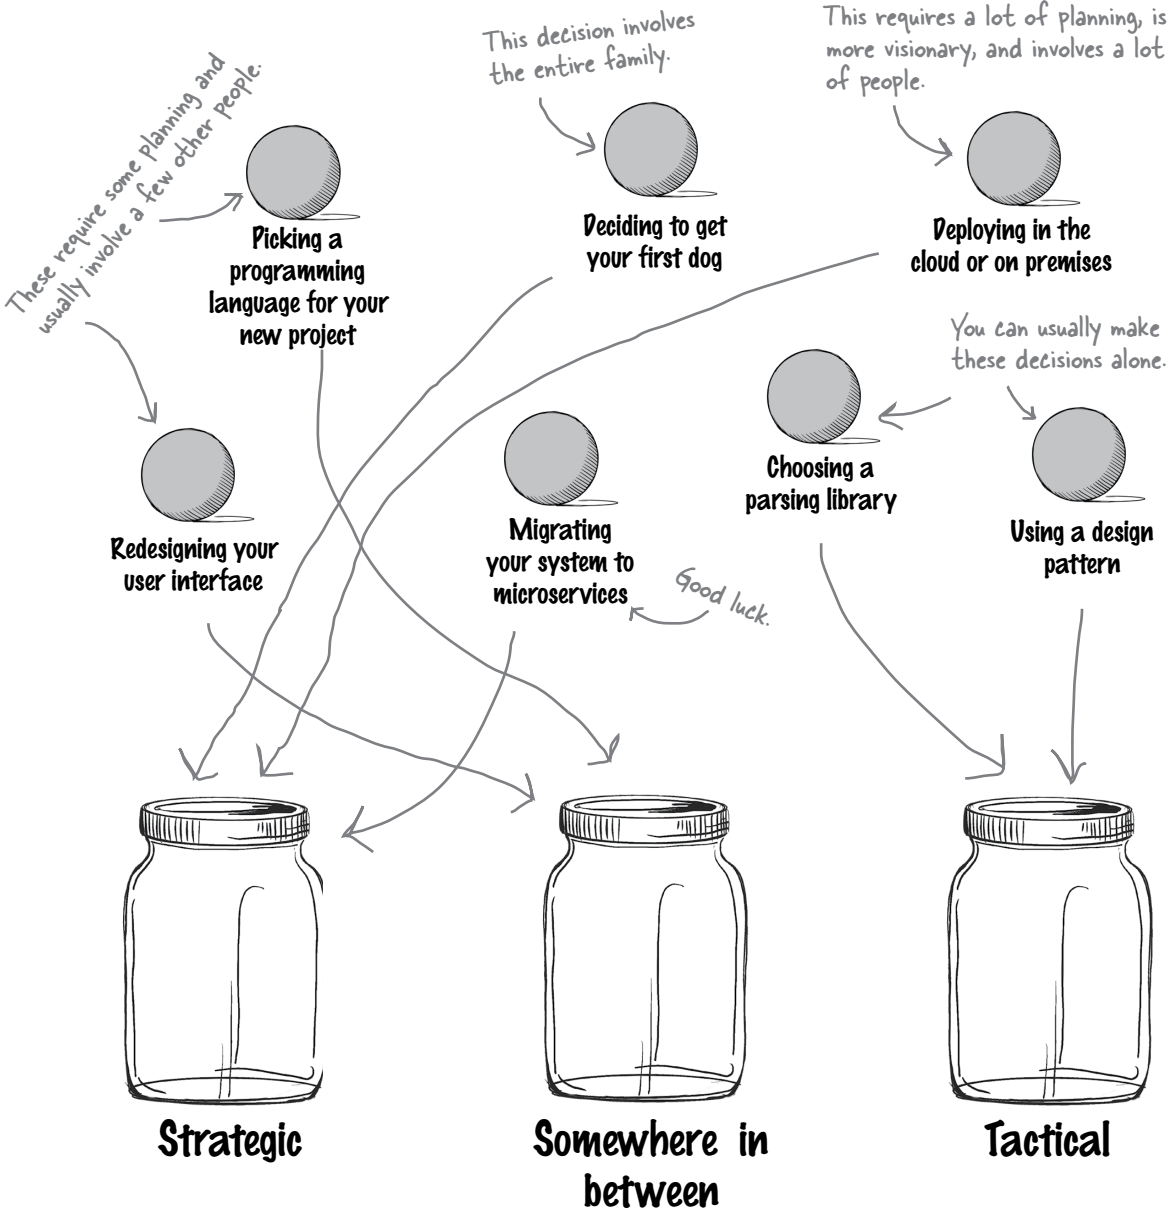 This decision involves
the entire family.
This requires a lot of planning, is
more visionary, and involves a lot
of people.
These require some planning and
usually involve a few other people.
Picking a
programming
language for your
new project
Deciding to get
your first dog
Deploying in the
cloud or on premises
You can usually make
these decisions alone.
Redesigning your
user interface
Migrating
your system to
microservices
Good luck.
Choosing a
parsing library
Using a design
pattern
Strategic
Somewhere in
between
Tactical